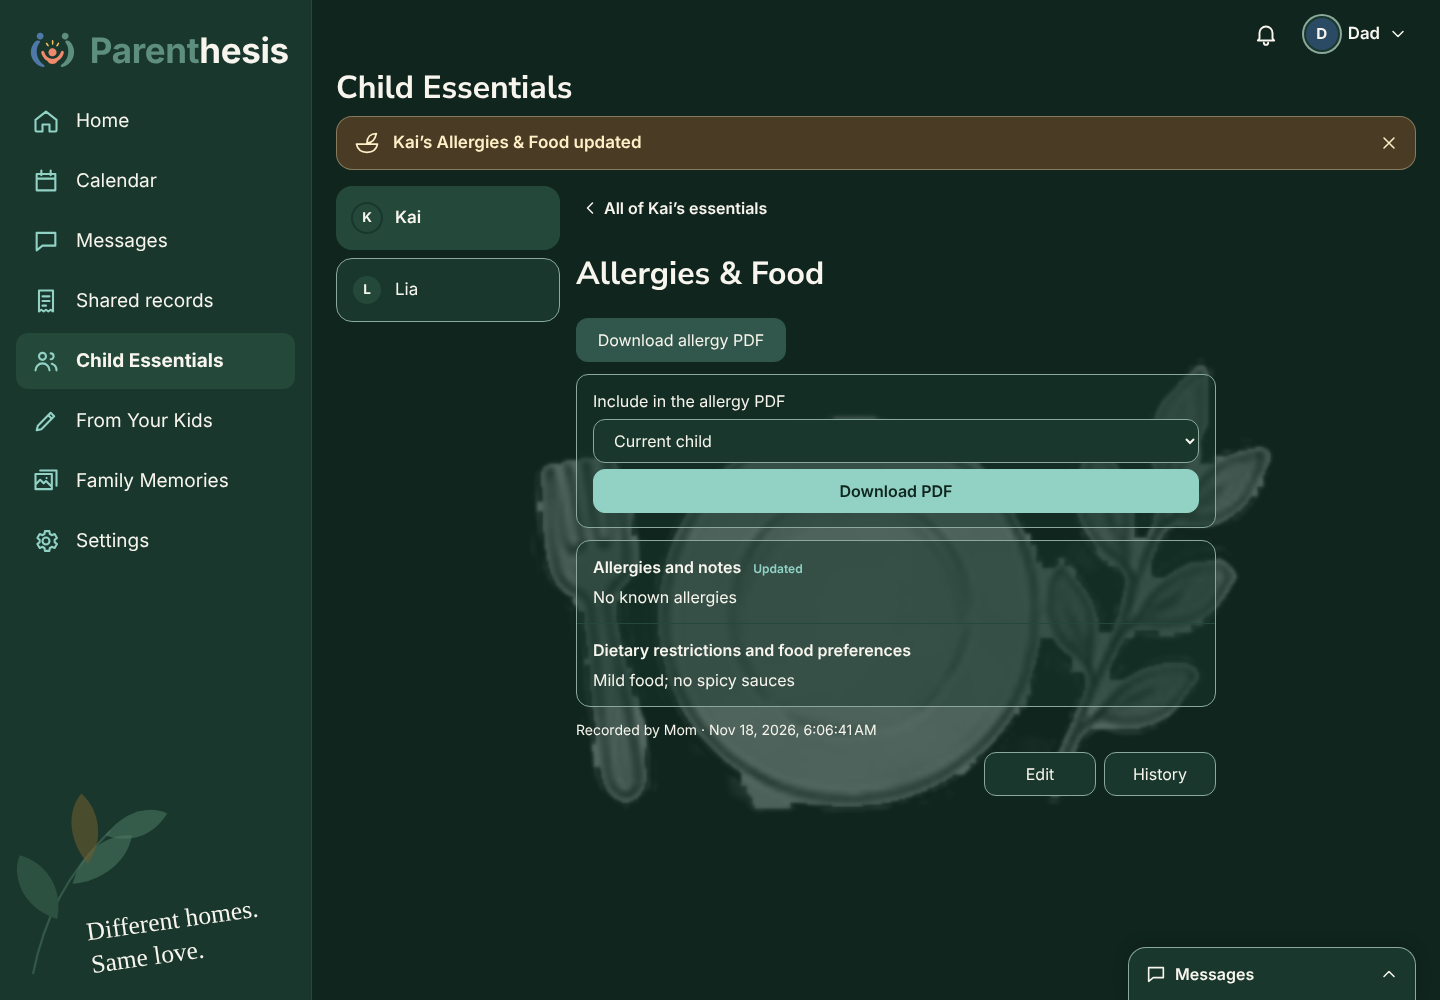 Parenthesis
Home
Calendar
Messages
Shared records
Child Essentials
From Your Kids
Family Memories
Settings
Different homes.
Same love.
D Dad
Child Essentials
Kai’s Allergies & Food updated
K Kai
L Lia
All of Kai’s essentials
Allergies & Food
Download allergy PDF
Include in the allergy PDF
Current child
Download PDF
Allergies and notes Updated
No known allergies
Dietary restrictions and food preferences
Mild food; no spicy sauces
Recorded by Mom · Nov 18, 2026, 6:06:41 AM
Edit History
Messages